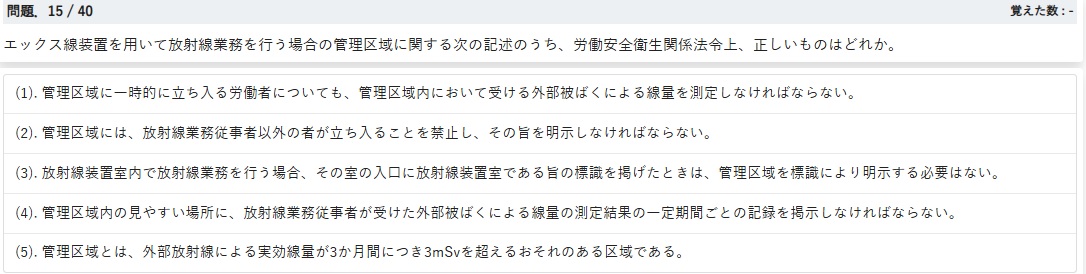 問題．15 / 40
覚えた数 : -
エックス線装置を用いて放射線業務を行う場合の管理区域に関する次の記述のうち、労働安全衛生関係法令上、正しいものはどれか。
(1). 管理区域に一時的に立ち入る労働者についても、管理区域内において受ける外部被ばくによる線量を測定しなければならない。
(2). 管理区域には、放射線業務従事者以外の者が立ち入ることを禁止し、その旨を明示しなければならない。
(3). 放射線装置室内で放射線業務を行う場合、その室の入口に放射線装置室である旨の標識を掲げたときは、管理区域を標識により明示する必要はない。
(4). 管理区域内の見やすい場所に、放射線業務従事者が受けた外部被ばくによる線量の測定結果の一定期間ごとの記録を掲示しなければならない。
(5). 管理区域とは、外部放射線による実効線量が3か月間につき3mSvを超えるおそれのある区域である。